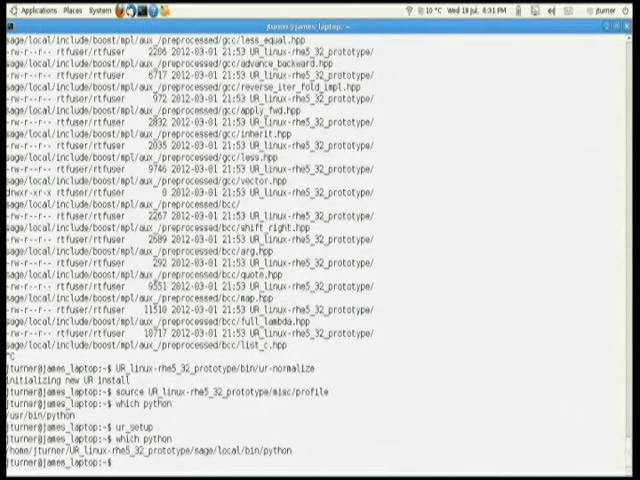 Applications Places System 10 °C Wed 18 Jul, 6:31 PM jturner
jturner@james_laptop: ~
sage/local/include/boost/mpl/aux_/preprocessed/gcc/less_equal.hpp
-rw-r--r-- rtfuser/rtfuser 2206 2012-03-01 21:53 UR_linux-rhe5_32_prototype/
sage/local/include/boost/mpl/aux_/preprocessed/gcc/advance_backward.hpp
-rw-r--r-- rtfuser/rtfuser 6717 2012-03-01 21:53 UR_linux-rhe5_32_prototype/
sage/local/include/boost/mpl/aux_/preprocessed/gcc/reverse_iter_fold_impl.hpp
-rw-r--r-- rtfuser/rtfuser 972 2012-03-01 21:53 UR_linux-rhe5_32_prototype/
sage/local/include/boost/mpl/aux_/preprocessed/gcc/apply_fwd.hpp
-rw-r--r-- rtfuser/rtfuser 2832 2012-03-01 21:53 UR_linux-rhe5_32_prototype/
sage/local/include/boost/mpl/aux_/preprocessed/gcc/inherit.hpp
-rw-r--r-- rtfuser/rtfuser 2035 2012-03-01 21:53 UR_linux-rhe5_32_prototype/
sage/local/include/boost/mpl/aux_/preprocessed/gcc/less.hpp
-rw-r--r-- rtfuser/rtfuser 9746 2012-03-01 21:53 UR_linux-rhe5_32_prototype/
sage/local/include/boost/mpl/aux_/preprocessed/gcc/vector.hpp
drwxr-xr-x rtfuser/rtfuser 0 2012-03-01 21:53 UR_linux-rhe5_32_prototype/
sage/local/include/boost/mpl/aux_/preprocessed/bcc/
-rw-r--r-- rtfuser/rtfuser 2267 2012-03-01 21:53 UR_linux-rhe5_32_prototype/
sage/local/include/boost/mpl/aux_/preprocessed/bcc/shift_right.hpp
-rw-r--r-- rtfuser/rtfuser 2689 2012-03-01 21:53 UR_linux-rhe5_32_prototype/
sage/local/include/boost/mpl/aux_/preprocessed/bcc/arg.hpp
-rw-r--r-- rtfuser/rtfuser 292 2012-03-01 21:53 UR_linux-rhe5_32_prototype/
sage/local/include/boost/mpl/aux_/preprocessed/bcc/quote.hpp
-rw-r--r-- rtfuser/rtfuser 9551 2012-03-01 21:53 UR_linux-rhe5_32_prototype/
sage/local/include/boost/mpl/aux_/preprocessed/bcc/map.hpp
-rw-r--r-- rtfuser/rtfuser 11510 2012-03-01 21:53 UR_linux-rhe5_32_prototype/
sage/local/include/boost/mpl/aux_/preprocessed/bcc/full_lambda.hpp
-rw-r--r-- rtfuser/rtfuser 10717 2012-03-01 21:53 UR_linux-rhe5_32_prototype/
sage/local/include/boost/mpl/aux_/preprocessed/bcc/list_c.hpp
^C
jturner@james_laptop:~$ UR_linux-rhe5_32_prototype/bin/ur-normalize
initializing new UR install
jturner@james_laptop:~$ source UR_linux-rhe5_32_prototype/misc/profile
jturner@james_laptop:~$ which python
/usr/bin/python
jturner@james_laptop:~$ ur_setup
jturner@james_laptop:~$ which python
/home/jturner/UR_linux-rhe5_32_prototype/sage/local/bin/python
jturner@james_laptop:~$